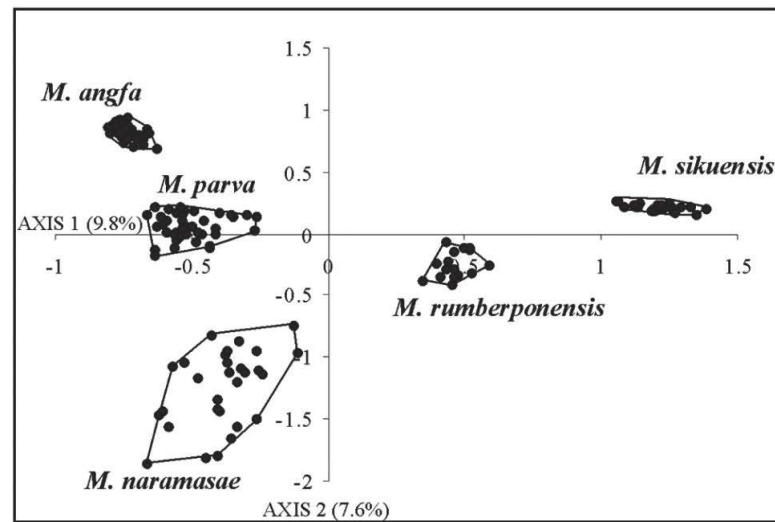 1.5
M. angfa
1
M. sikuensis
0.5
M. parva
AXIS 1 (9.8%)
0
-1
-0.5
0
0.5
1
1.5
-0.5
M. rumberponensis
-1
-1.5
M. naramasae
-2
AXIS 2 (7.6%)